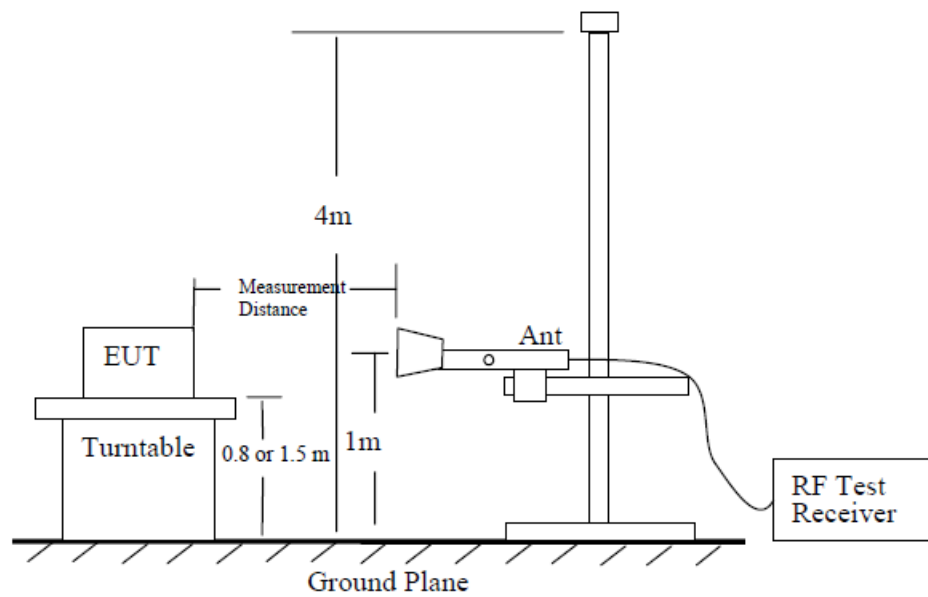 4m
Measurement
Distance
EUT
Ant
Turntable
0.8 or 1.5 m
1m
RF Test
Receiver
Ground Plane